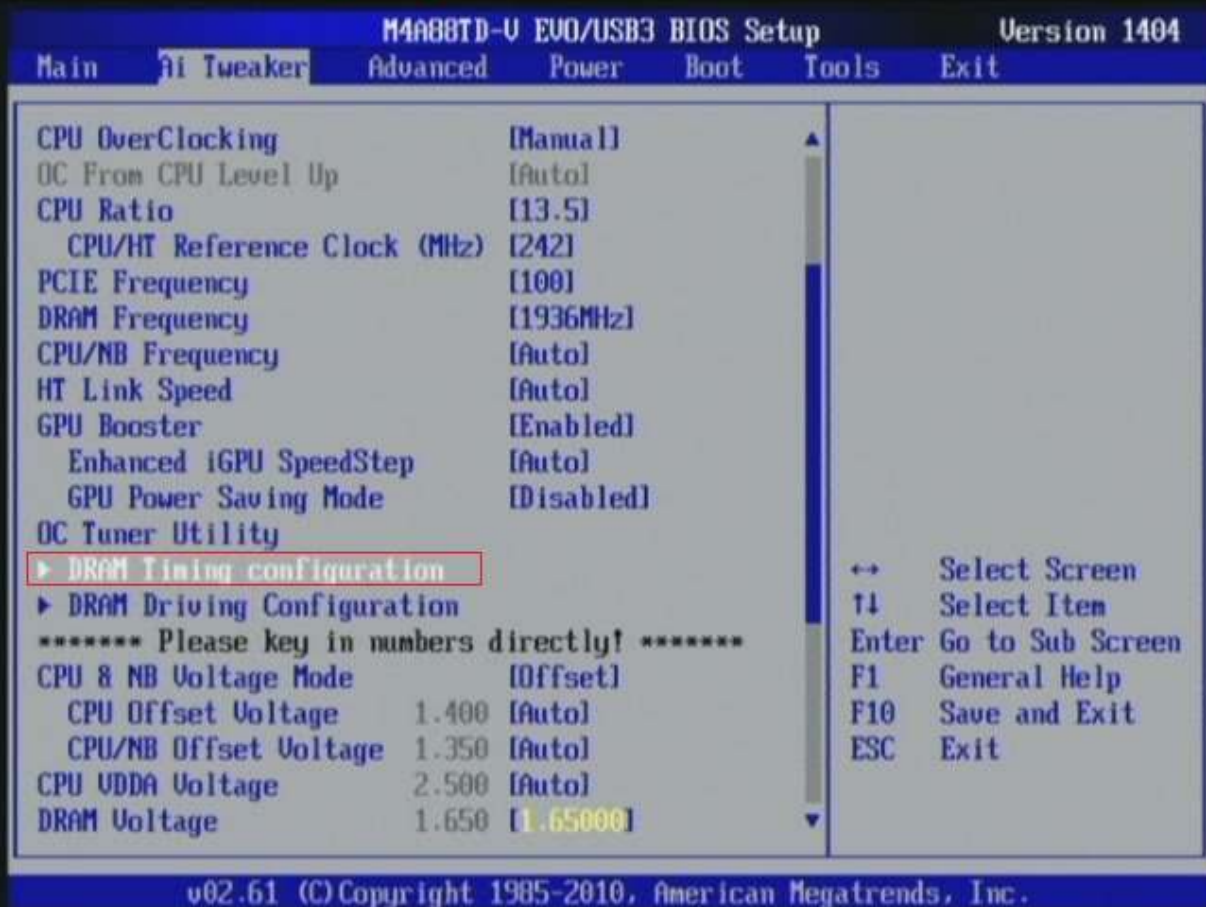 M4A88TD-V EVO/USB3 BIOS Setup Version 1404
Main Ai Tweaker Advanced Power Boot Tools Exit
CPU OverClocking [Manual]
OC From CPU Level Up [Auto]
CPU Ratio [13.5]
CPU/HT Reference Clock (MHz) [242]
PCIE Frequency [100]
DRAM Frequency [1936MHz]
CPU/NB Frequency [Auto]
HT Link Speed [Auto]
GPU Booster [Enabled]
Enhanced iGPU SpeedStep [Auto]
GPU Power Saving Mode [Disabled]
OC Tuner Utility
▶ DRAM Timing configuration
▶ DRAM Driving Configuration
******* Please key in numbers directly! *******
CPU & NB Voltage Mode [Offset]
CPU Offset Voltage 1.400 [Auto]
CPU/NB Offset Voltage 1.350 [Auto]
CPU VDDA Voltage 2.500 [Auto]
DRAM Voltage 1.650 [1.65000]
↔ Select Screen
↑↓ Select Item
Enter Go to Sub Screen
F1 General Help
F10 Save and Exit
ESC Exit
v02.61 (C)Copyright 1985-2010, American Megatrends, Inc.